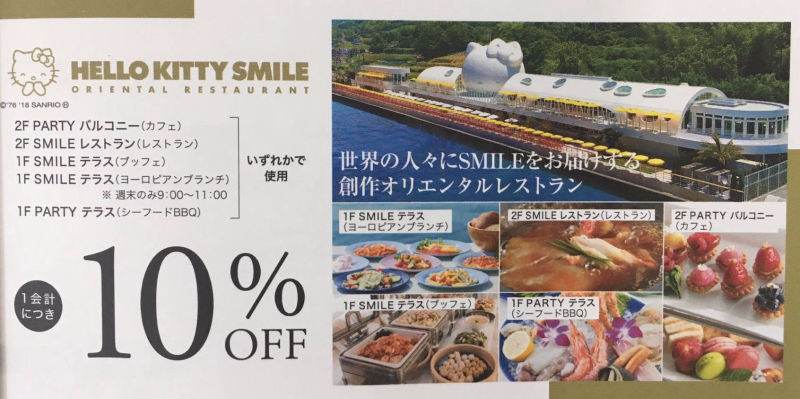 HELLO KITTY SMILE
ORIENTAL RESTAURANT
©'76 '18 SANRIO Ⓗ
2F PARTY バルコニー(カフェ)
2F SMILE レストラン(レストラン)
1F SMILE テラス(ブッフェ)
1F SMILE テラス(ヨーロピアンブランチ)
※ 週末のみ9:00〜11:00
1F PARTY テラス(シーフードBBQ)
いずれかで
使用
1会計
につき
10%
OFF
世界の人々にSMILEをお届けする
創作オリエンタルレストラン
1F SMILE テラス
(ヨーロピアンブランチ)
2F SMILE レストラン(レストラン)
2F PARTY バルコニー
(カフェ)
1F SMILE テラス(ブッフェ)
1F PARTY テラス
(シーフードBBQ)